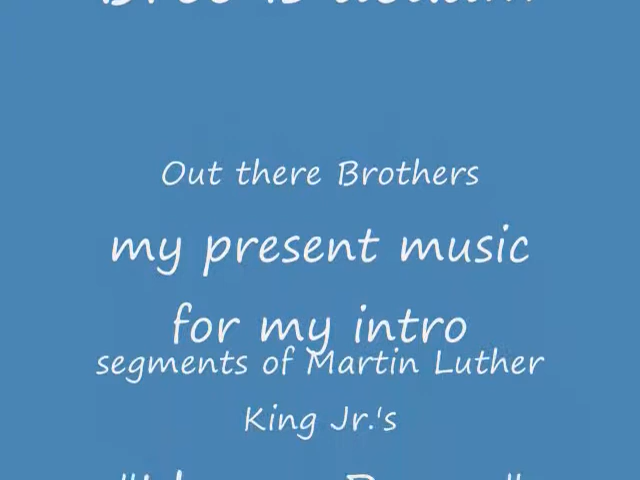 Out there Brothers
my present music
for my intro
segments of Martin Luther
King Jr.'s